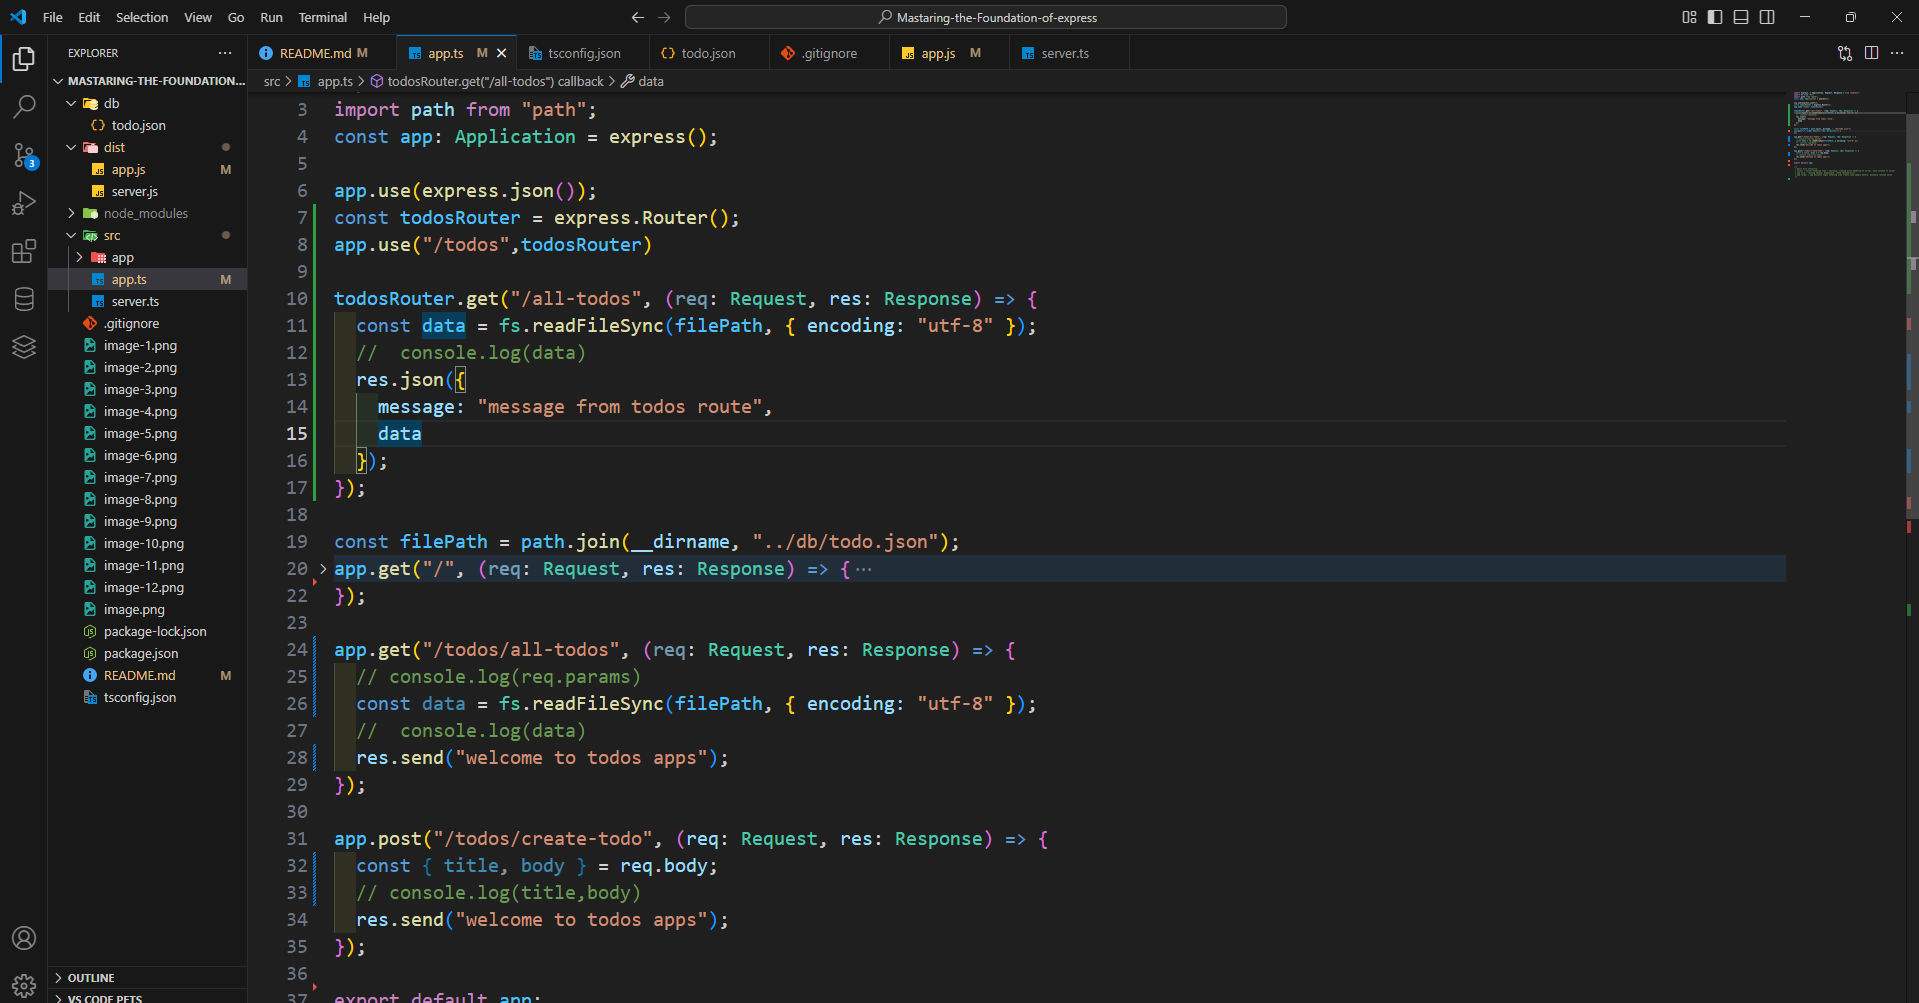 File Edit Selection View Go Run Terminal Help
Mastaring-the-Foundation-of-express
EXPLORER
README.md M
app.ts M
tsconfig.json
todo.json
.gitignore
app.js M
server.ts
src > app.ts > todosRouter.get("/all-todos") callback > data
MASTARING-THE-FOUNDATION...
db
todo.json
dist
app.js M
server.js
node_modules
src
app
app.ts M
server.ts
.gitignore
image-1.png
image-2.png
image-3.png
image-4.png
image-5.png
image-6.png
image-7.png
image-8.png
image-9.png
image-10.png
image-11.png
image-12.png
image.png
package-lock.json
package.json
README.md M
tsconfig.json
OUTLINE
VS CODE PETS
3
3 import path from "path";
4 const app: Application = express();
5
6 app.use(express.json());
7 const todosRouter = express.Router();
8 app.use("/todos",todosRouter)
9
10 todosRouter.get("/all-todos", (req: Request, res: Response) => {
11 const data = fs.readFileSync(filePath, { encoding: "utf-8" });
12 //  console.log(data)
13 res.json({
14 message: "message from todos route",
15 data
16 });
17 });
18
19 const filePath = path.join(__dirname, "../db/todo.json");
20 app.get("/", (req: Request, res: Response) => {···
22 });
23
24 app.get("/todos/all-todos", (req: Request, res: Response) => {
25 // console.log(req.params)
26 const data = fs.readFileSync(filePath, { encoding: "utf-8" });
27 //  console.log(data)
28 res.send("welcome to todos apps");
29 });
30
31 app.post("/todos/create-todo", (req: Request, res: Response) => {
32 const { title, body } = req.body;
33 // console.log(title,body)
34 res.send("welcome to todos apps");
35 });
36
37 export default app;